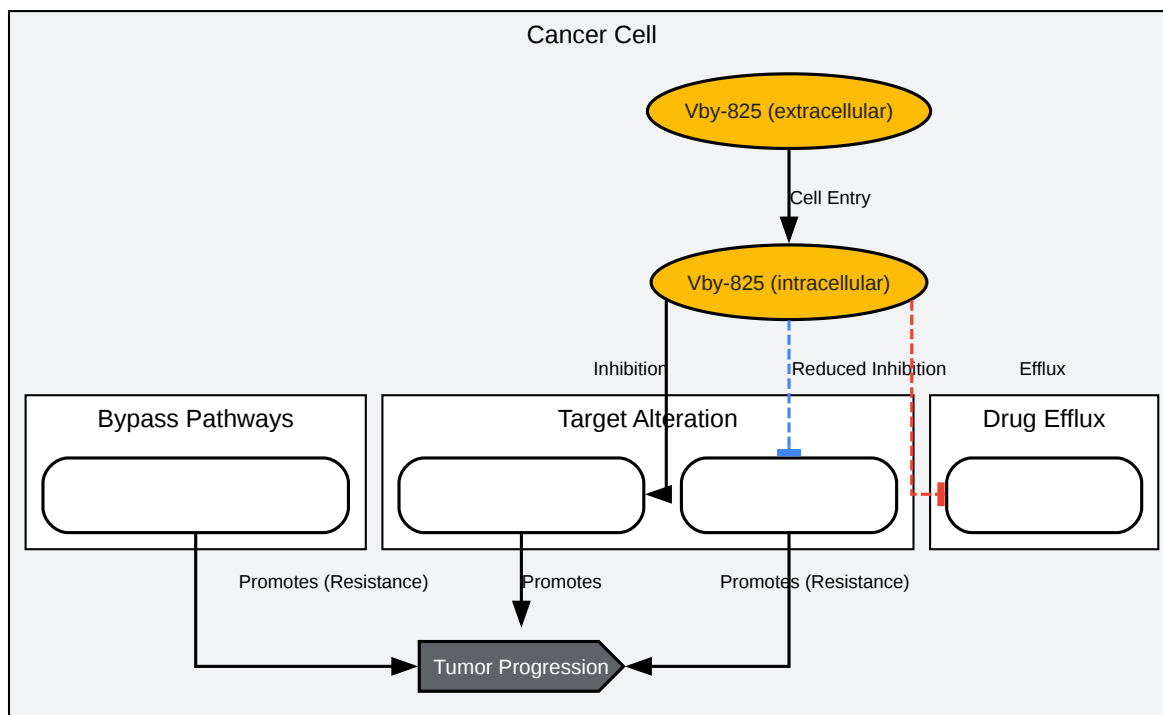 Cancer Cell
Vby-825 (extracellular)
Cell Entry
Vby-825 (intracellular)
Inhibition
Reduced Inhibition
Efflux
Bypass Pathways
Target Alteration
Drug Efflux
Promotes (Resistance)
Promotes
Promotes (Resistance)
Tumor Progression